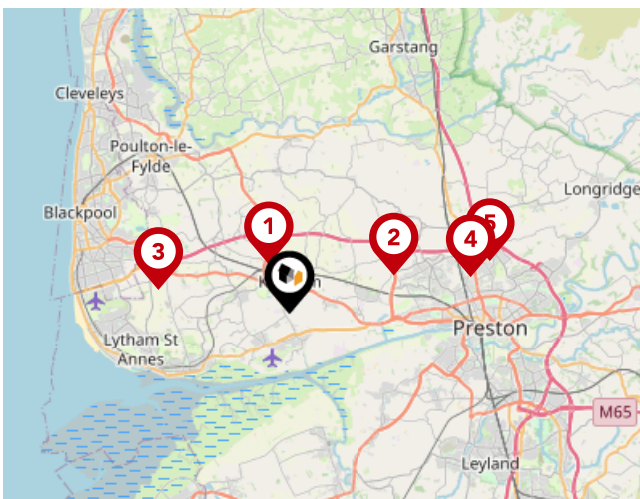 Garstang
Cleveleys
Poulton-le-
Fylde
Longridge
Blackpool
1
5
2
4
3
Preston
Lytham St
Annes
M65
Leyland